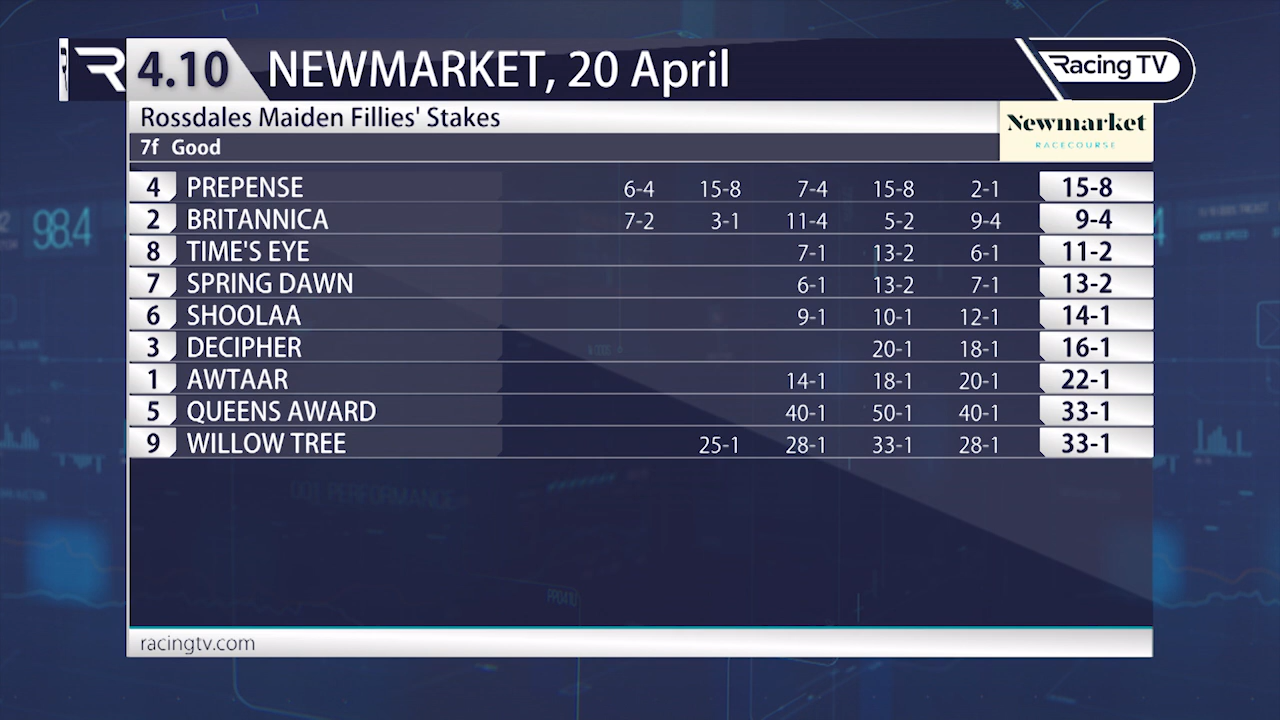 4.10 NEWMARKET, 20 April
Racing TV
Rossdales Maiden Fillies' Stakes
Newmarket
RACECOURSE
7f Good
4 PREPENSE 6-4 15-8 7-4 15-8 2-1 15-8
2 BRITANNICA 7-2 3-1 11-4 5-2 9-4 9-4
8 TIME'S EYE 7-1 13-2 6-1 11-2
7 SPRING DAWN 6-1 13-2 7-1 13-2
6 SHOOLAA 9-1 10-1 12-1 14-1
3 DECIPHER 20-1 18-1 16-1
1 AWTAAR 14-1 18-1 20-1 22-1
5 QUEENS AWARD 40-1 50-1 40-1 33-1
9 WILLOW TREE 25-1 28-1 33-1 28-1 33-1
98.4
racingtv.com